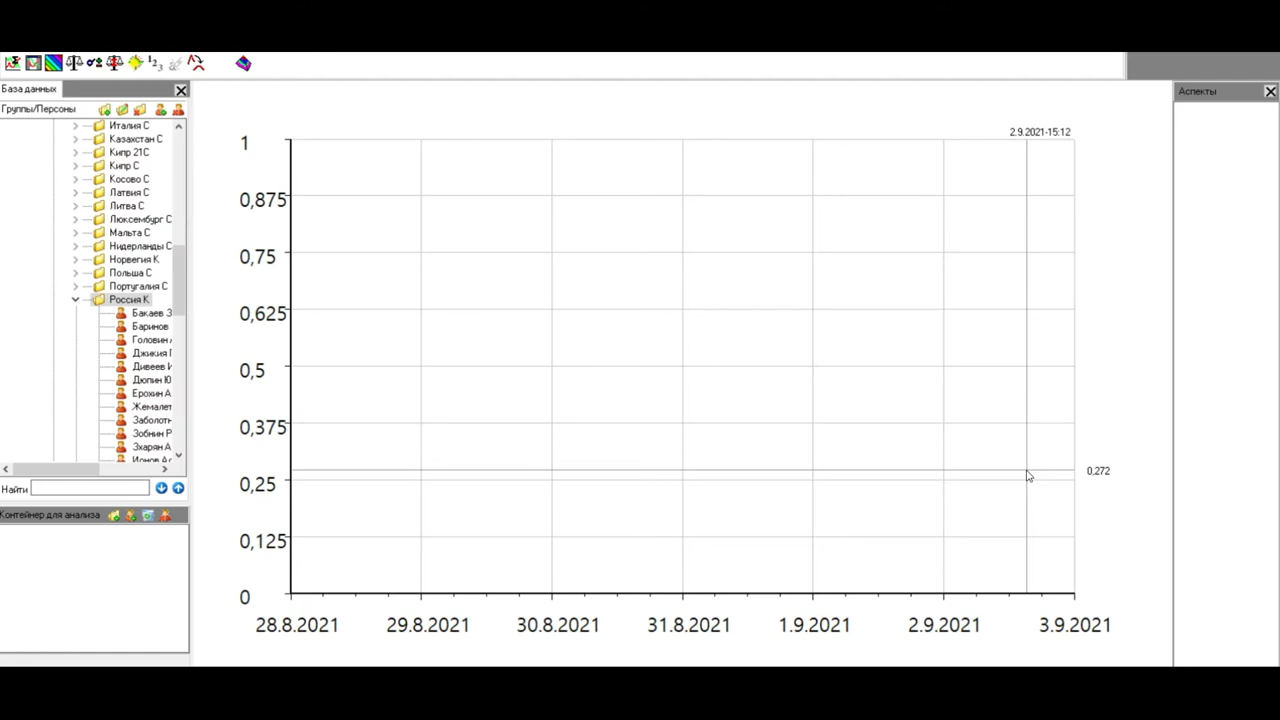 База данных
Группы/Персоны
Италия С
Казахстан С
Кипр 21С
Кипр С
Косово С
Латвия С
Литва С
Люксембург С
Мальта С
Нидерланды С
Норвегия К
Польша С
Португалия С
Россия К
Бакаев З
Баринов
Головин
Джикия
Дивеев И
Дюпин Ю
Ерохин А
Жемалет
Заболотн
Зобнин Р
Зхарян А
Найти
Контейнер для анализа
Аспекты
2.9.2021-15:12
1
0,875
0,75
0,625
0,5
0,375
0,272
0,25
0,125
0
28.8.2021 29.8.2021 30.8.2021 31.8.2021 1.9.2021 2.9.2021 3.9.2021